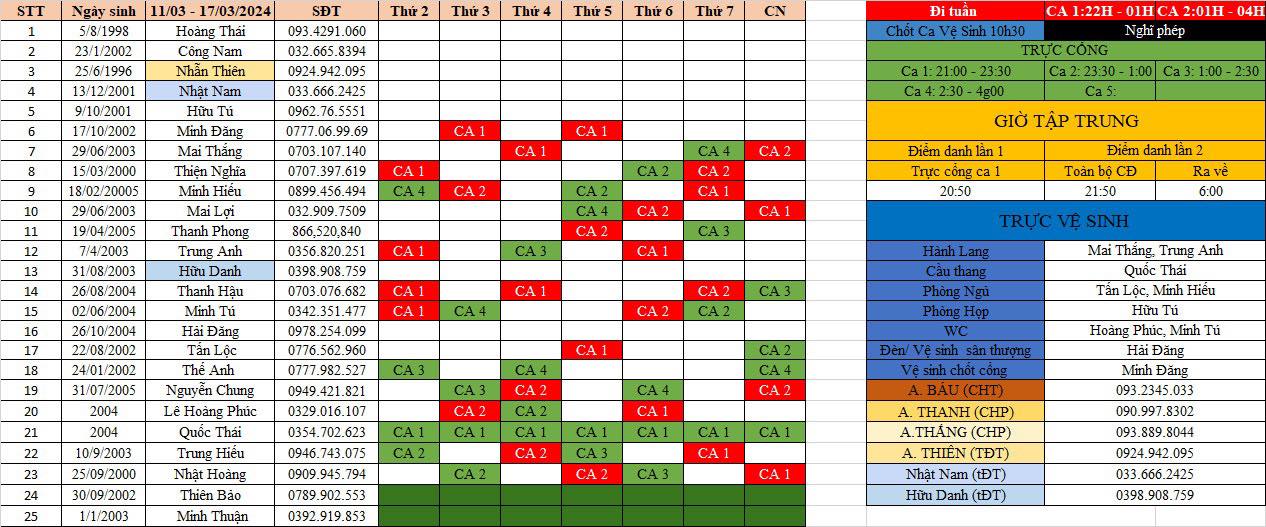 STT Ngày sinh 11/03 - 17/03/2024 SĐT Thứ 2 Thứ 3 Thứ 4 Thứ 5 Thứ 6 Thứ 7 CN Đi tuần CA 1:22H - 01H CA 2:01H - 04H
1 5/8/1998 Hoàng Thái 093.4291.060 Chốt Ca Vệ Sinh 10h30 Nghĩ phép
2 23/1/2002 Công Nam 032.665.8394 TRỰC CỔNG
3 25/6/1996 Nhẫn Thiên 0924.942.095 Ca 1: 21:00 - 23:30 Ca 2: 23:30 - 1:00 Ca 3: 1:00 - 2:30
4 13/12/2001 Nhật Nam 033.666.2425 Ca 4: 2:30 - 4g00 Ca 5:
5 9/10/2001 Hữu Tú 0962.76.5551 GIỜ TẬP TRUNG
6 17/10/2002 Minh Đăng 0777.06.99.69 CA 1 CA 1
7 29/06/2003 Mai Thắng 0703.107.140 CA 1 CA 4 CA 2 Điểm danh lần 1 Điểm danh lần 2
8 15/03/2000 Thiện Nghĩa 0707.397.619 CA 1 CA 2 CA 2 Trực cổng ca 1 Toàn bộ CĐ Ra về
9 18/02/20005 Minh Hiếu 0899.456.494 CA 4 CA 2 CA 2 CA 1 20:50 21:50 6:00
10 29/06/2003 Mai Lợi 032.909.7509 CA 4 CA 2 CA 1 TRỰC VỆ SINH
11 19/04/2005 Thanh Phong 866,520,840 CA 2 CA 3
12 7/4/2003 Trung Anh 0356.820.251 CA 1 CA 3 CA 1 Hành Lang Mai Thắng, Trung Anh
13 31/08/2003 Hữu Danh 0398.908.759 Cầu thang Quốc Thái
14 26/08/2004 Thanh Hậu 0703.076.682 CA 1 CA 1 CA 2 CA 3 Phòng Ngủ Tấn Lộc, Minh Hiếu
15 02/06/2004 Minh Tú 0342.351.477 CA 1 CA 4 CA 2 CA 2 Phòng Họp Hữu Tú
16 26/10/2004 Hải Đăng 0978.254.099 WC Hoàng Phúc, Minh Tú
17 22/08/2002 Tấn Lộc 0776.562.960 CA 1 CA 2 Đèn/ Vệ sinh sân thượng Hải Đăng
18 24/01/2002 Thế Anh 0777.982.527 CA 3 CA 4 CA 4 Vệ sinh chốt cổng Minh Đăng
19 31/07/2005 Nguyễn Chung 0949.421.821 CA 3 CA 2 CA 4 CA 2 A. BÁU (CHT) 093.2345.033
20 2004 Lê Hoàng Phúc 0329.016.107 CA 2 CA 2 CA 1 A. THANH (CHP) 090.997.8302
21 2004 Quốc Thái 0354.702.623 CA 1 CA 1 CA 1 CA 1 CA 1 CA 1 CA 1 A.THẮNG (CHP) 093.889.8044
22 10/9/2003 Trung Hiếu 0946.743.075 CA 2 CA 2 CA 3 CA 1 A. THIÊN (TĐT) 0924.942.095
23 25/09/2000 Nhật Hoàng 0909.945.794 CA 2 CA 2 CA 3 CA 1 Nhật Nam (tĐT) 033.666.2425
24 30/09/2002 Thiên Bảo 0789.902.553 Hữu Danh (tĐT) 0398.908.759
25 1/1/2003 Minh Thuận 0392.919.853